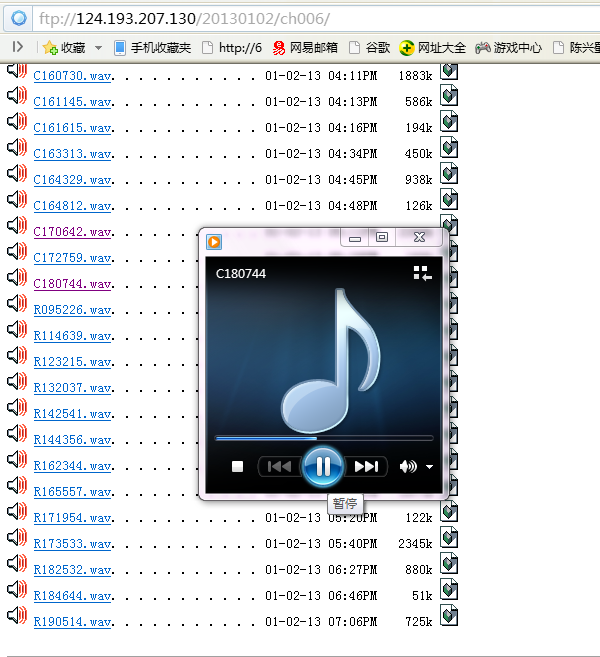 ftp://124.193.207.130/20130102/ch006/
收藏 手机收藏夹 http://6 网易邮箱 谷歌 网址大全 游戏中心 陈兴
C160730.wav. . . . . . . . . . . . 01-02-13 04:11PM 1883k
C161145.wav. . . . . . . . . . . . 01-02-13 04:13PM 586k
C161615.wav. . . . . . . . . . . . 01-02-13 04:16PM 194k
C163313.wav. . . . . . . . . . . . 01-02-13 04:34PM 450k
C164329.wav. . . . . . . . . . . . 01-02-13 04:45PM 938k
C164812.wav. . . . . . . . . . . . 01-02-13 04:48PM 126k
C170642.wav. . . . . . .
C172759.wav. . . . . . .
C180744.wav. . . . . . .
C180744
R095226.wav. . . . . . .
R114639.wav. . . . . . .
R123215.wav. . . . . . .
R132037.wav. . . . . . .
R142541.wav. . . . . . .
R144356.wav. . . . . . .
R162344.wav. . . . . . .
R165557.wav. . . . . . .
暂停
R171954.wav. . . . . . . . . . . . 01-02-13 05:20PM 122k
R173533.wav. . . . . . . . . . . . 01-02-13 05:40PM 2345k
R182532.wav. . . . . . . . . . . . 01-02-13 06:27PM 880k
R184644.wav. . . . . . . . . . . . 01-02-13 06:46PM 51k
R190514.wav. . . . . . . . . . . . 01-02-13 07:06PM 725k